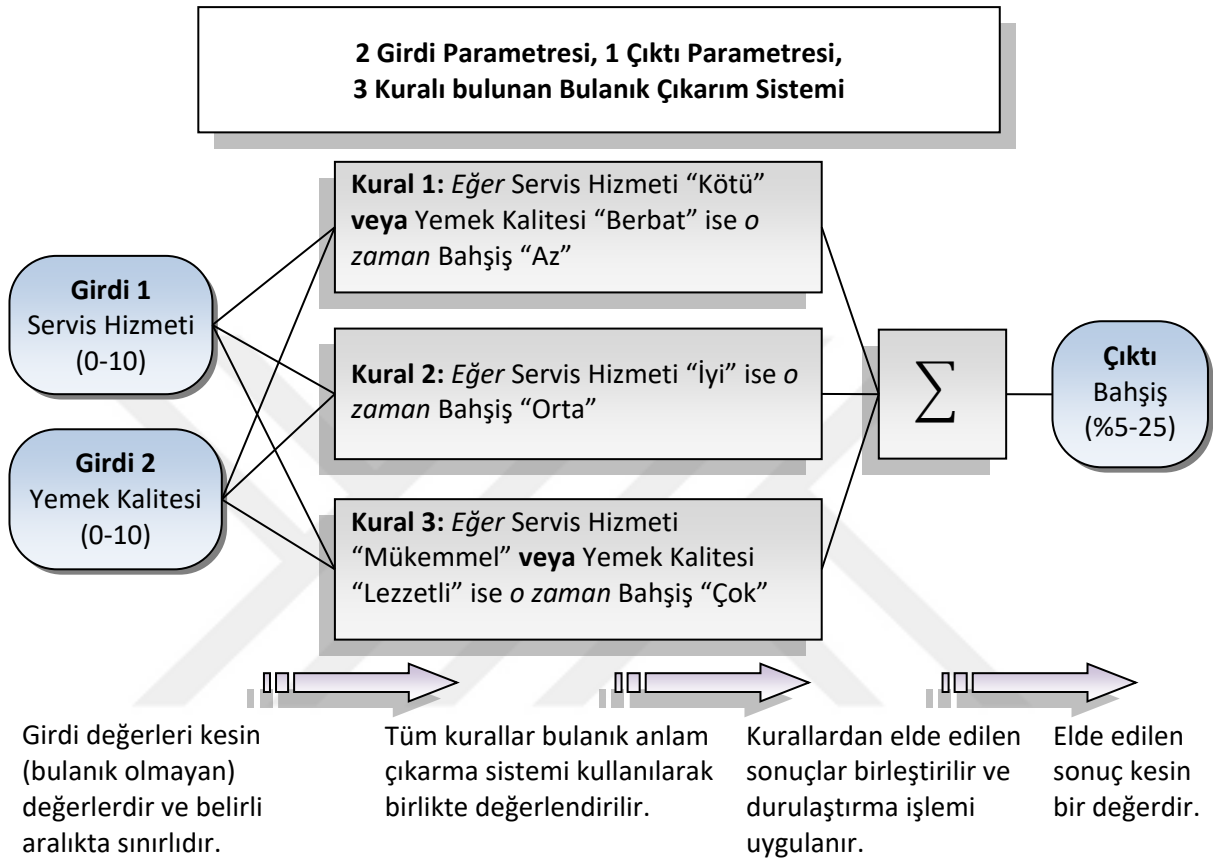 2 Girdi Parametresi, 1 Çıktı Parametresi,
3 Kuralı bulunan Bulanık Çıkarım Sistemi
Kural 1: Eğer Servis Hizmeti “Kötü”
veya Yemek Kalitesi “Berbat” ise o
zaman Bahşiş “Az”
Girdi 1
Servis Hizmeti
(0-10)
Kural 2: Eğer Servis Hizmeti “İyi” ise o
zaman Bahşiş “Orta”
∑
Çıktı
Bahşiş
(%5-25)
Girdi 2
Yemek Kalitesi
(0-10)
Kural 3: Eğer Servis Hizmeti
“Mükemmel” veya Yemek Kalitesi
“Lezzetli” ise o zaman Bahşiş “Çok”
Girdi değerleri kesin
(bulanık olmayan)
değerlerdir ve belirli
aralıkta sınırlıdır.
Tüm kurallar bulanık anlam
çıkarma sistemi kullanılarak
birlikte değerlendirilir.
Kurallardan elde edilen
sonuçlar birleştirilir ve
durulaştırma işlemi
uygulanır.
Elde edilen
sonuç kesin
bir değerdir.